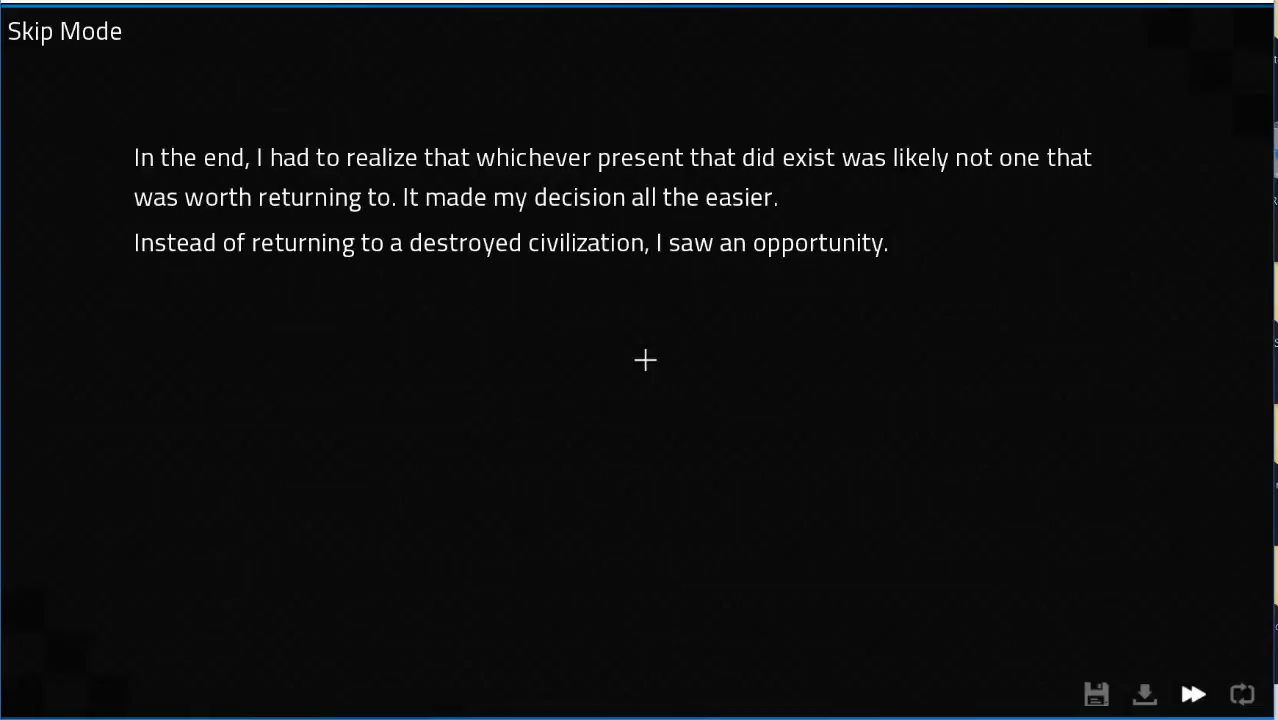 Skip Mode
In the end, I had to realize that whichever present that did exist was likely not one that
was worth returning to. It made my decision all the easier.
Instead of returning to a destroyed civilization, I saw an opportunity.